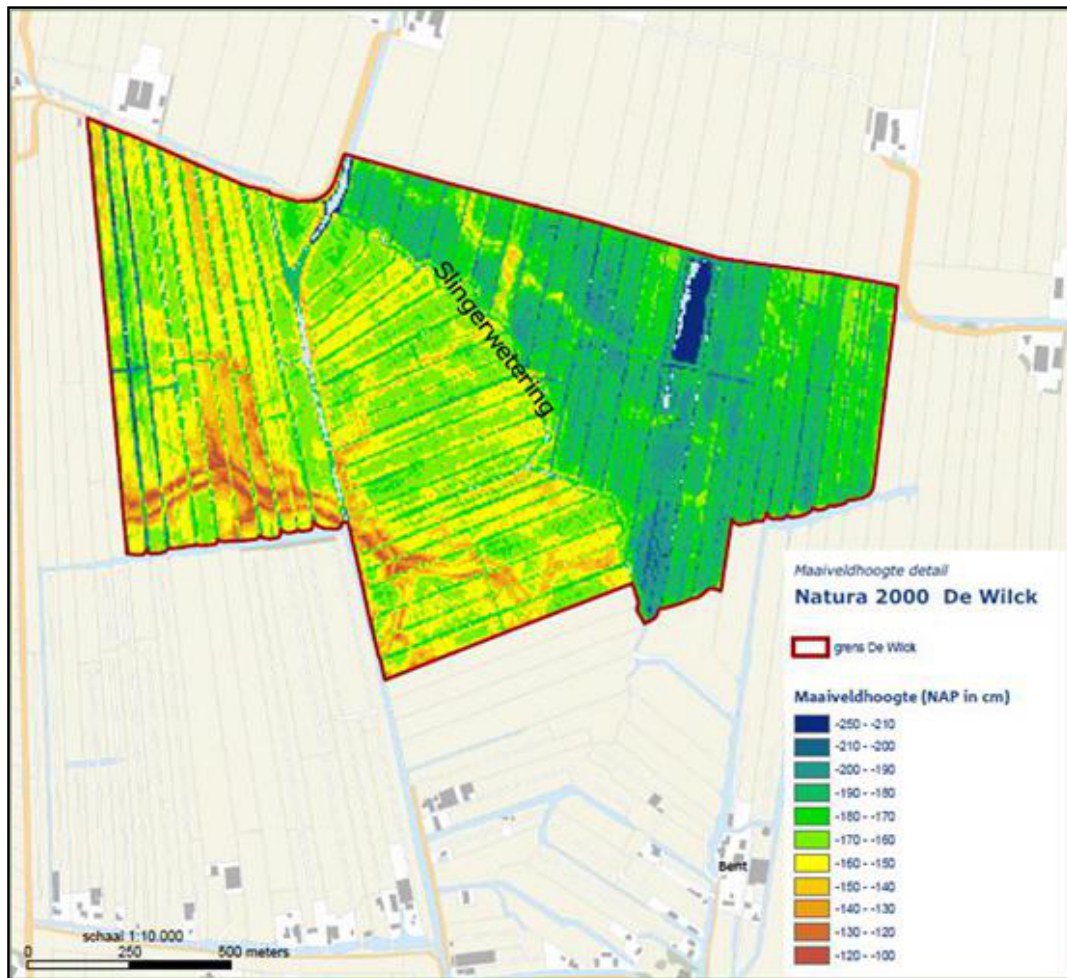 Slingerwetering
Maaiveldhoogte detail
Natura 2000 De Wilck
grens De Wilck
Maaiveldhoogte (NAP in cm)
-250 - -210
-210 - -200
-200 - -190
-190 - -180
-180 - -170
-170 - -160
-160 - -150
-150 - -140
-140 - -130
-130 - -120
-120 - -100
Bent
schaal 1:10.000
0 250 500 meters